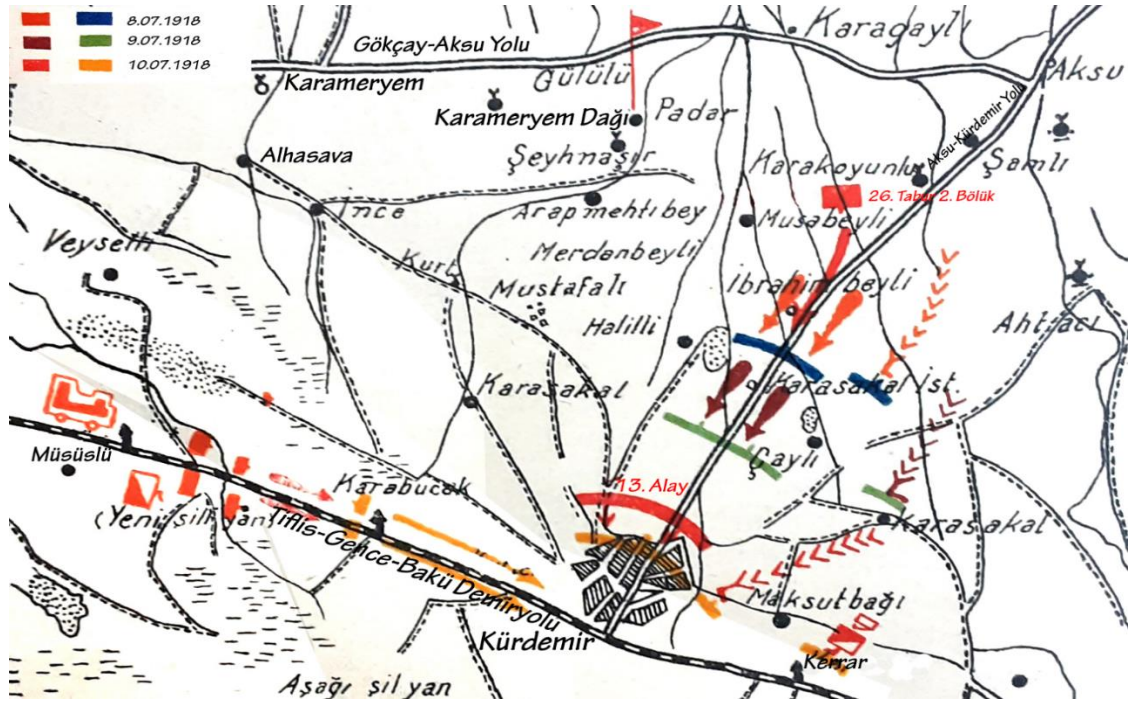 8.07.1918
9.07.1918
10.07.1918
Gökçay-Aksu Yolu
Karagaylı
Karameryem
Gülülü
Aksu
Karameryem Dağı
Padar
Aksu-Kürdemir Yolu
Alhasava
Şeyhnasır
Karakoyunlu
Şamlı
26. Tabur 2. Bölük
İnce
Arapmehtibey
Musabeyli
Veyselli
Merdanbeyli
Kurt
Mustafalı
İbrahimbeyli
Halilli
Ahtacı
Karasakal
Karasakal İst.
Müsüslü
Çaylı
Karabucak
13. Alay
(Yeni şilyan)
Karasakal
Tiflis-Gence-Bakü Demiryolu
Maksutbağı
Kürdemir
Kerrar
Aşağı şilyan